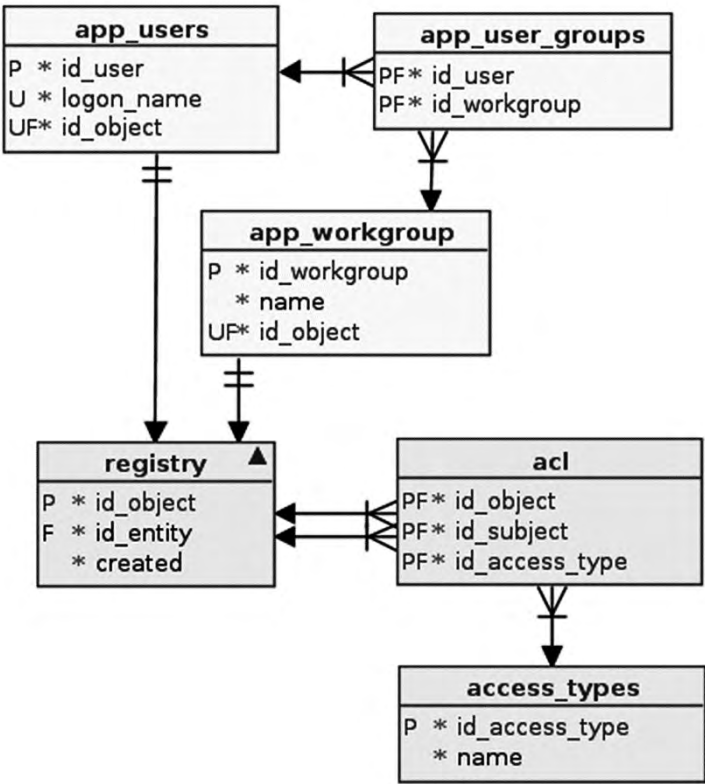 app_users
P * id_user
U * logon_name
UF* id_object
app_user_groups
PF* id_user
PF* id_workgroup
app_workgroup
P * id_workgroup
* name
UF* id_object
registry
P * id_object
F * id_entity
* created
acl
PF* id_object
PF* id_subject
PF* id_access_type
access_types
P * id_access_type
* name